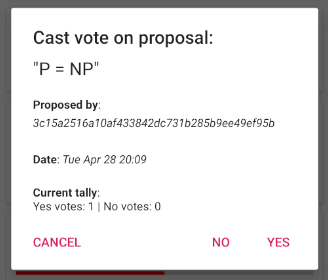 Cast vote on proposal:
"P = NP"
Proposed by:
3c15a2516a10af433842dc731b285b9ee49ef95b
Date: Tue Apr 28 20:09
Current tally:
Yes votes: 1 | No votes: 0
CANCEL NO YES